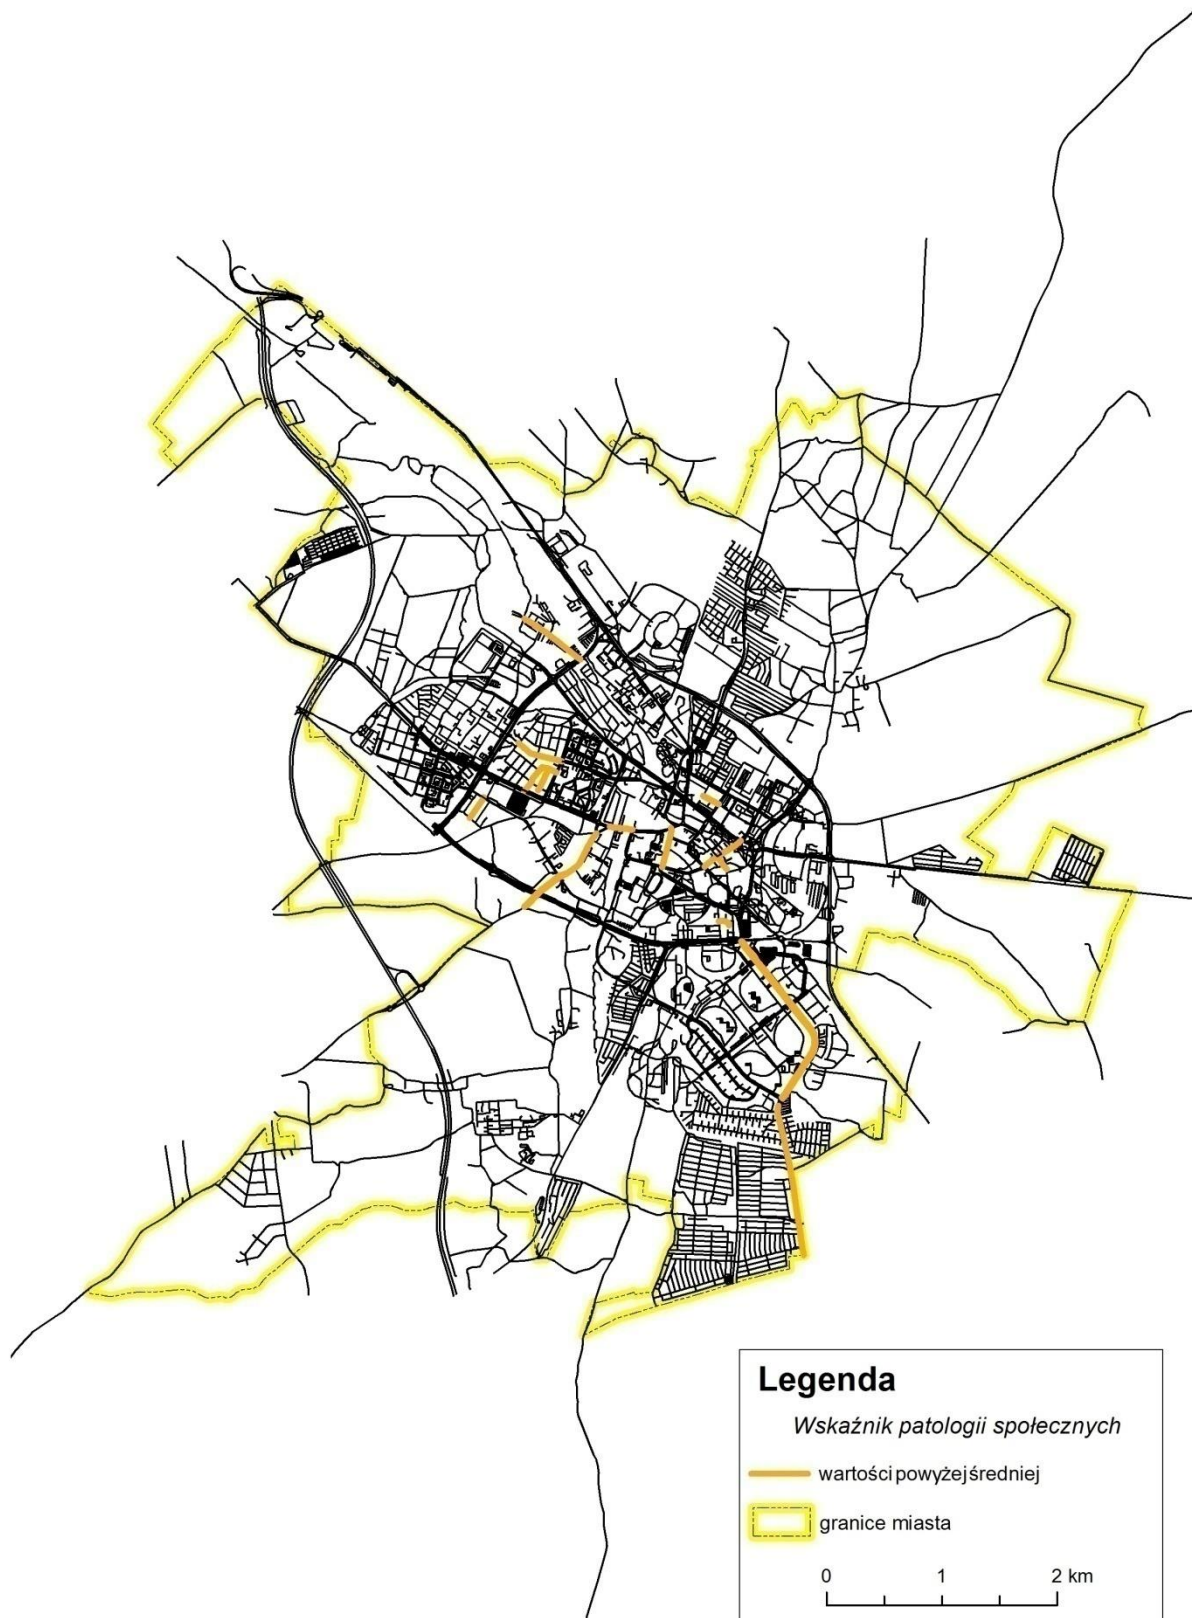 Legenda
Wskaźnik patologii społecznych
wartości powyżej średniej
granice miasta
0 1 2 km